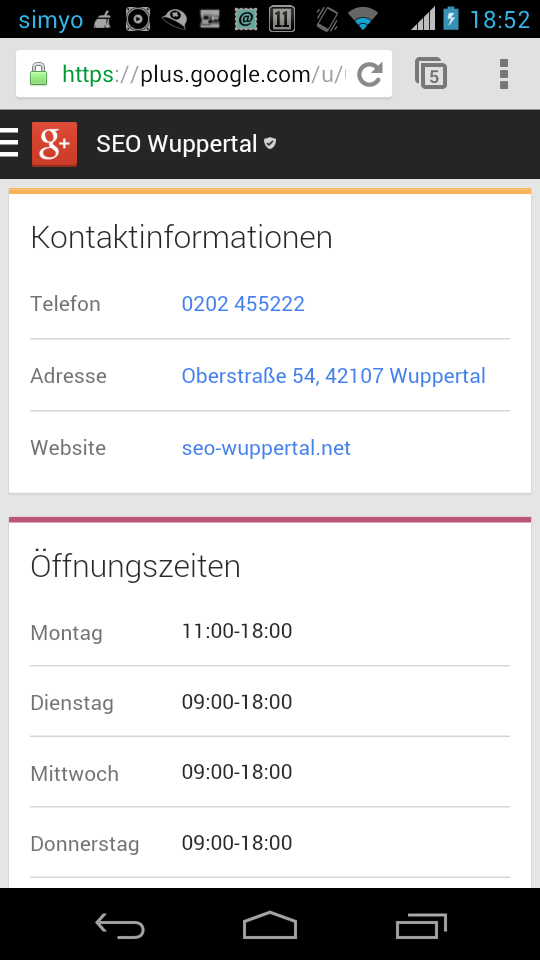 simyo @ 11 18:52
https://plus.google.com/u/ 5
g+ SEO Wuppertal
Kontaktinformationen
Telefon 0202 455222
Adresse Oberstraße 54, 42107 Wuppertal
Website seo-wuppertal.net
Öffnungszeiten
Montag 11:00-18:00
Dienstag 09:00-18:00
Mittwoch 09:00-18:00
Donnerstag 09:00-18:00